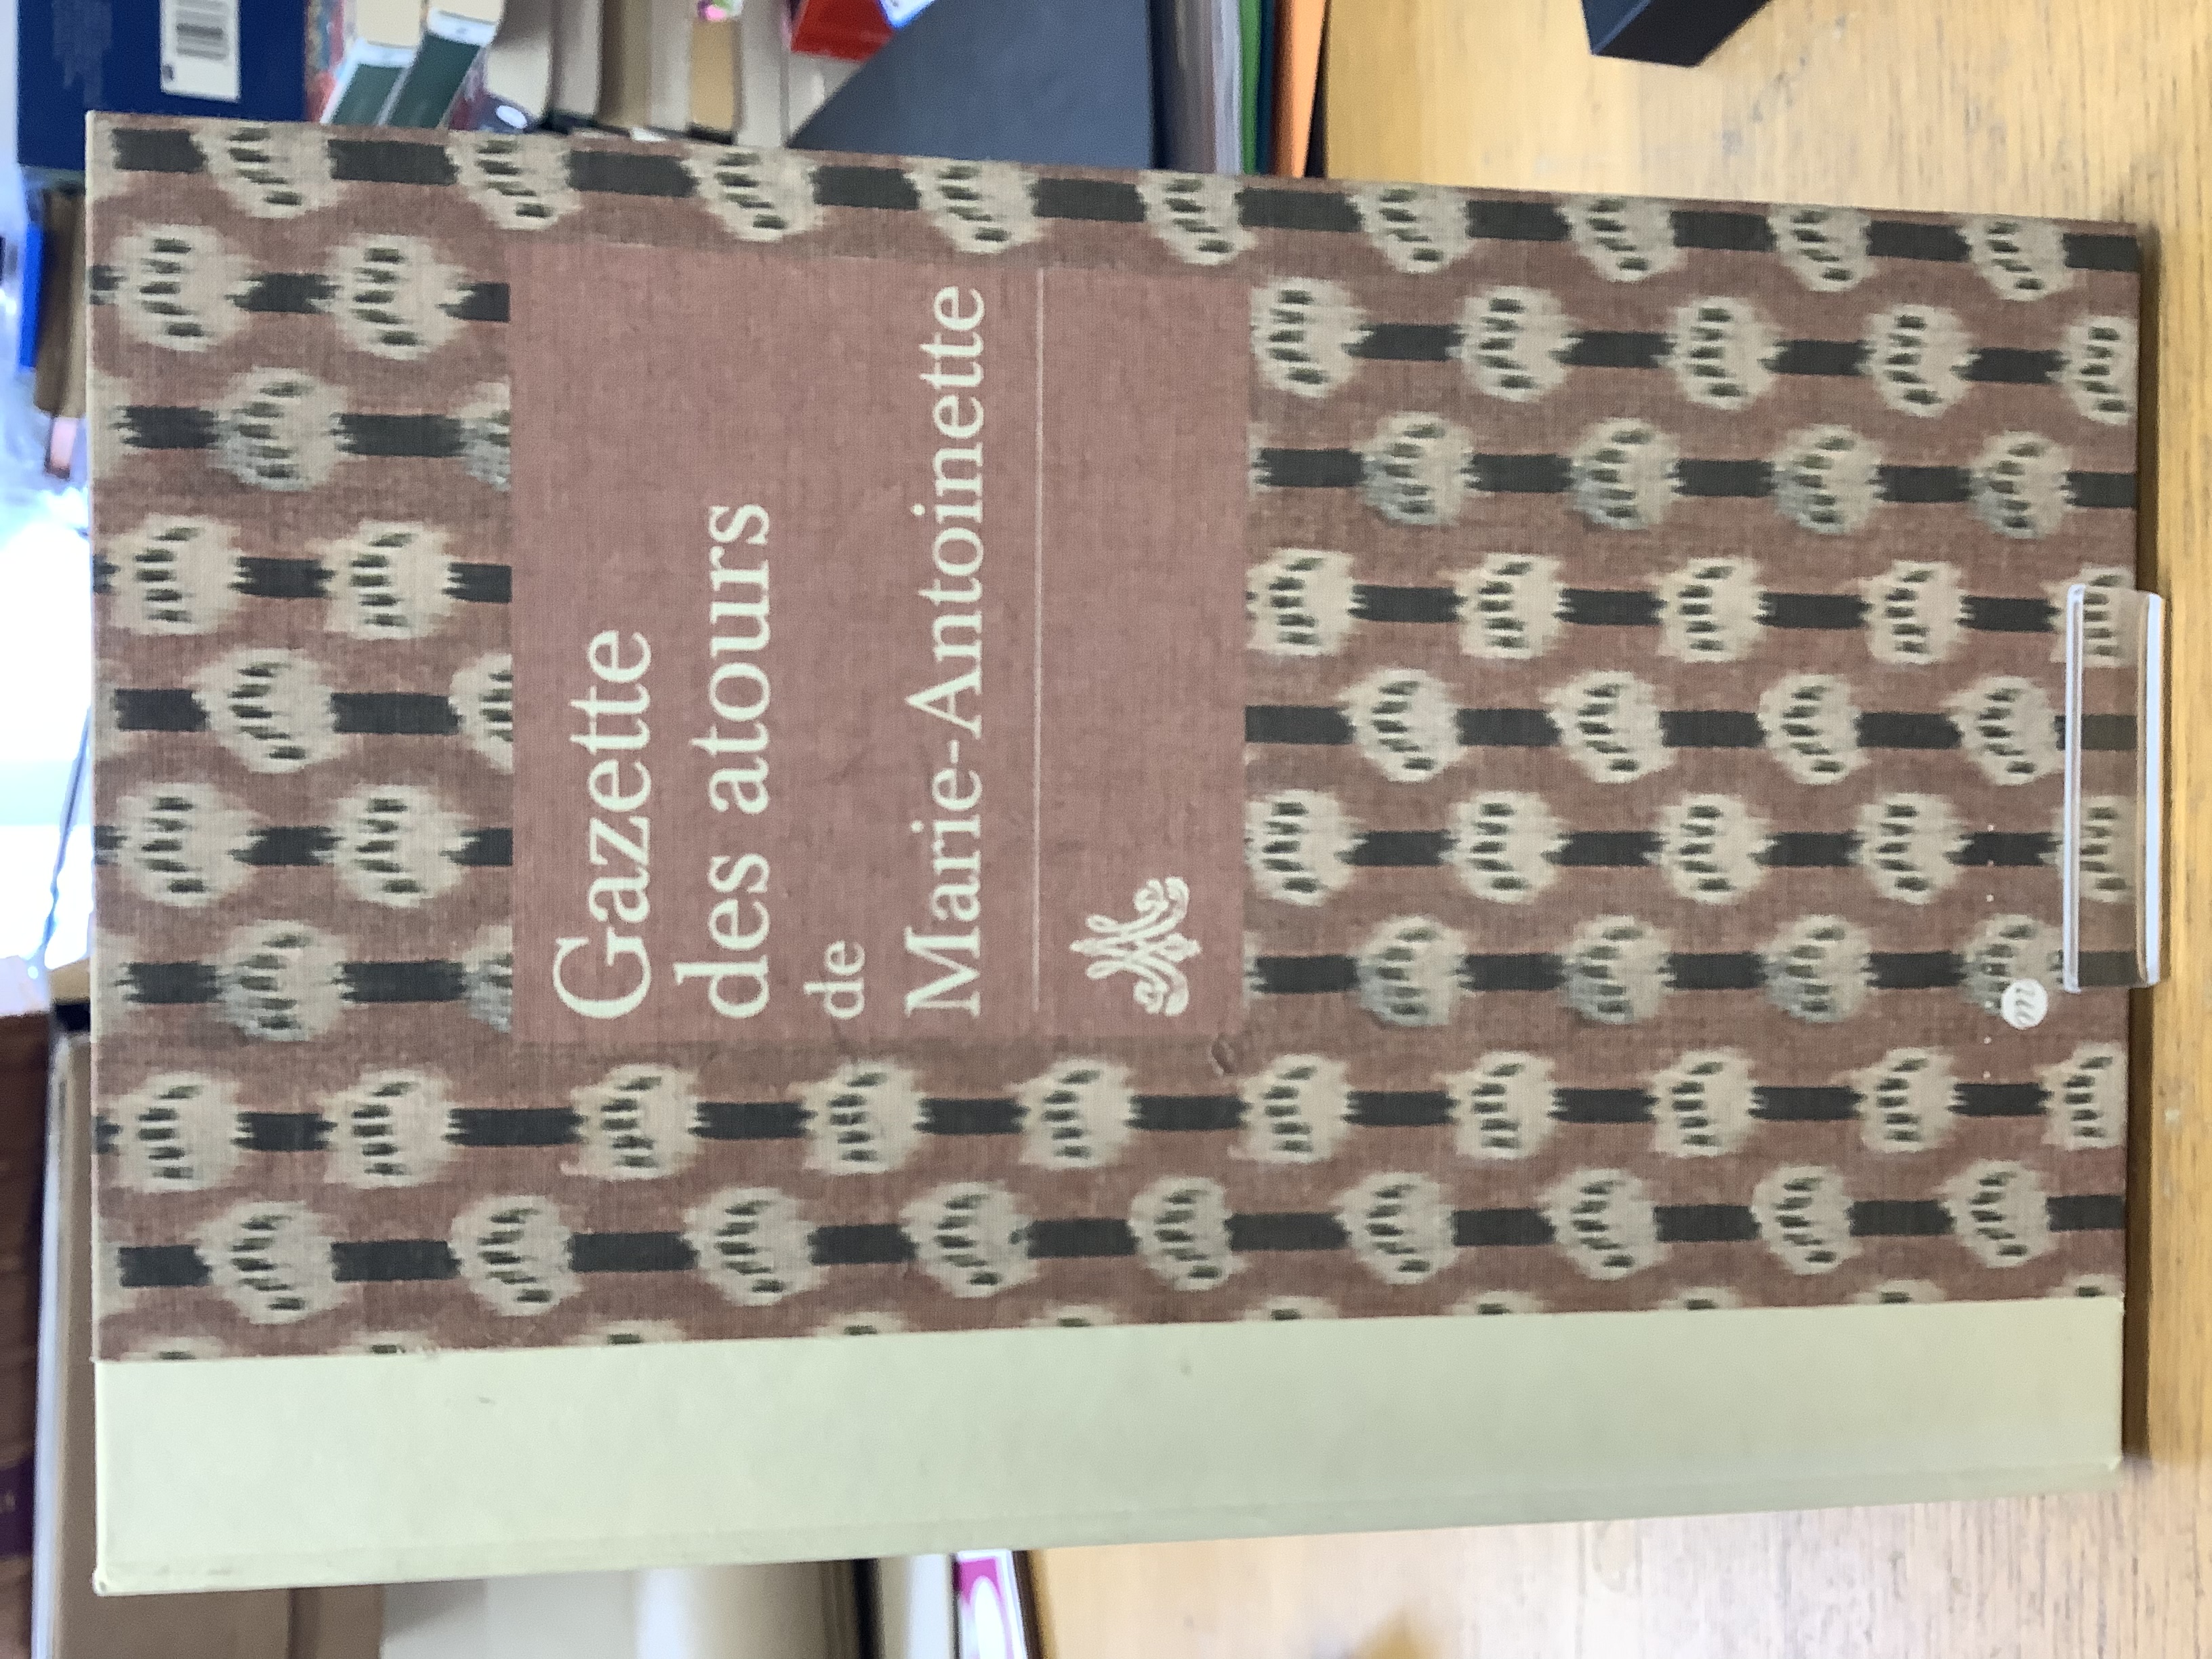 Gazette
des atours
de
Marie-Antoinette